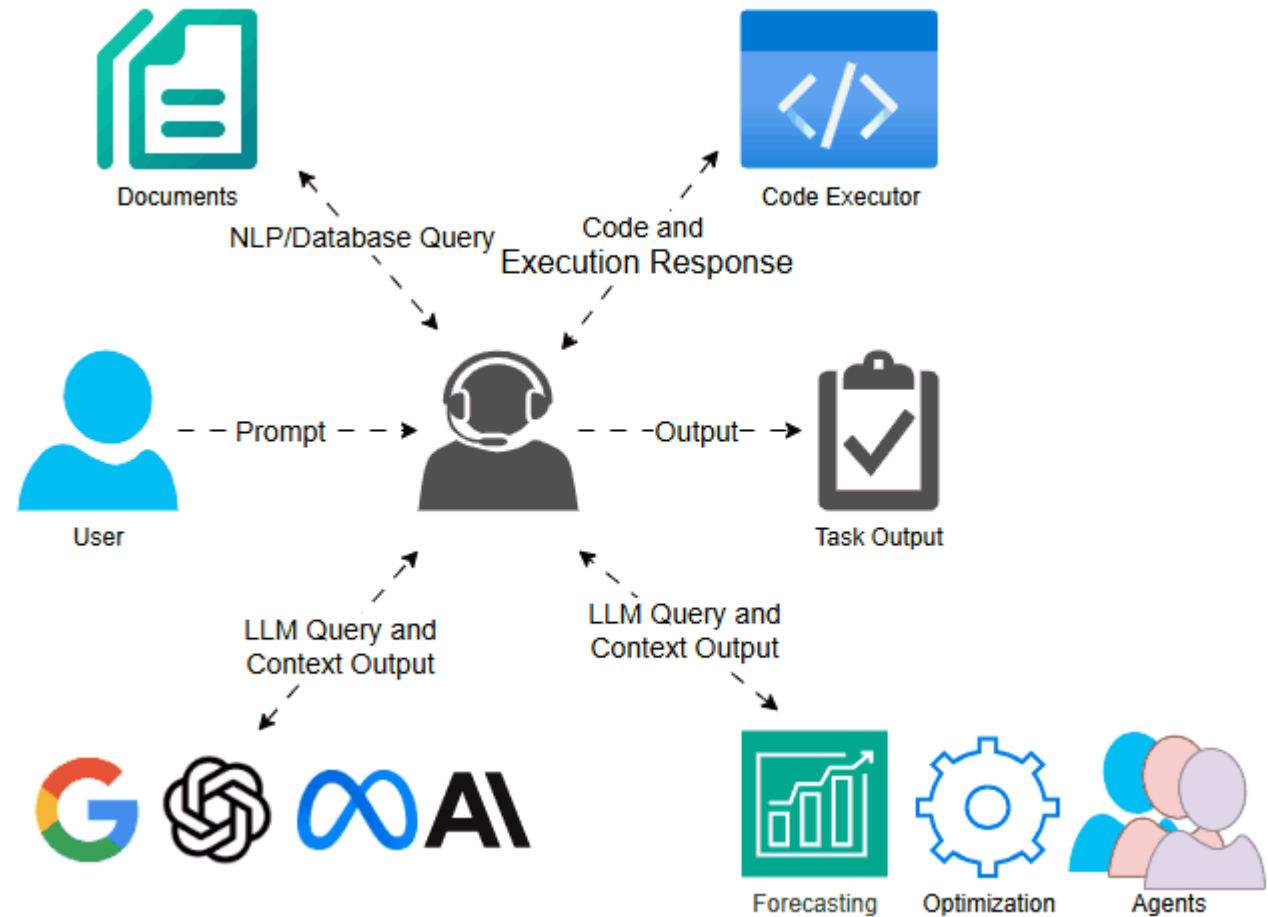 Documents
Code Executor
NLP/Database Query
Code and
Execution Response
Prompt
Output
User
Task Output
LLM Query and
Context Output
LLM Query and
Context Output
Forecasting
Optimization
Agents